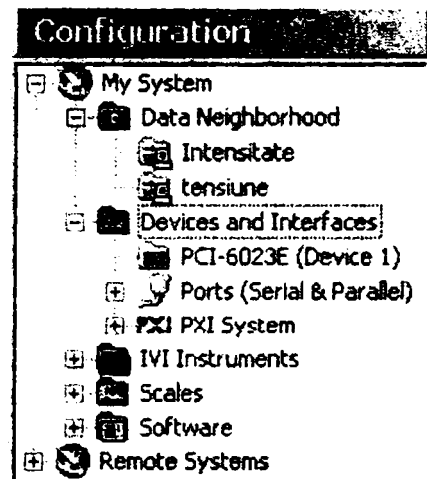 Configuration
My System
Data Neighborhood
Intensitate
tensiune
Devices and Interfaces
PCI-6023E (Device 1)
Ports (Serial & Parallel)
PXI PXI System
IVI Instruments
Scales
Software
Remote Systems